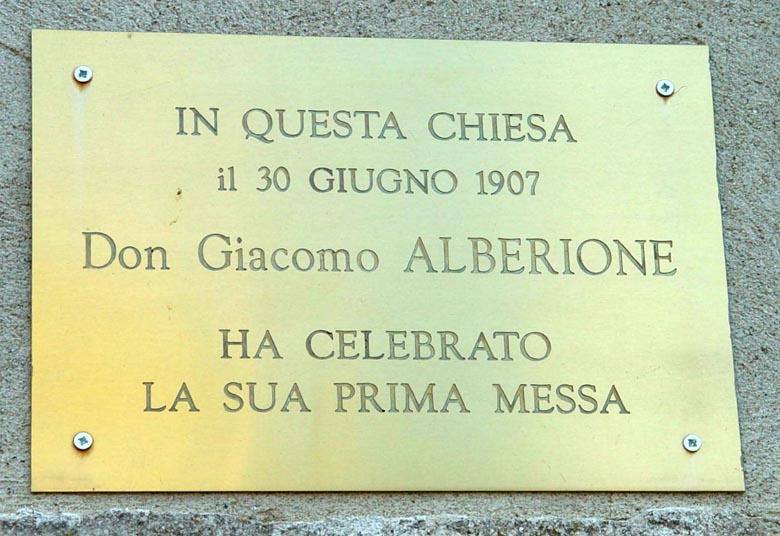 IN QUESTA CHIESA
il 30 GIUGNO 1907
Don Giacomo ALBERIONE
HA CELEBRATO
LA SUA PRIMA MESSA